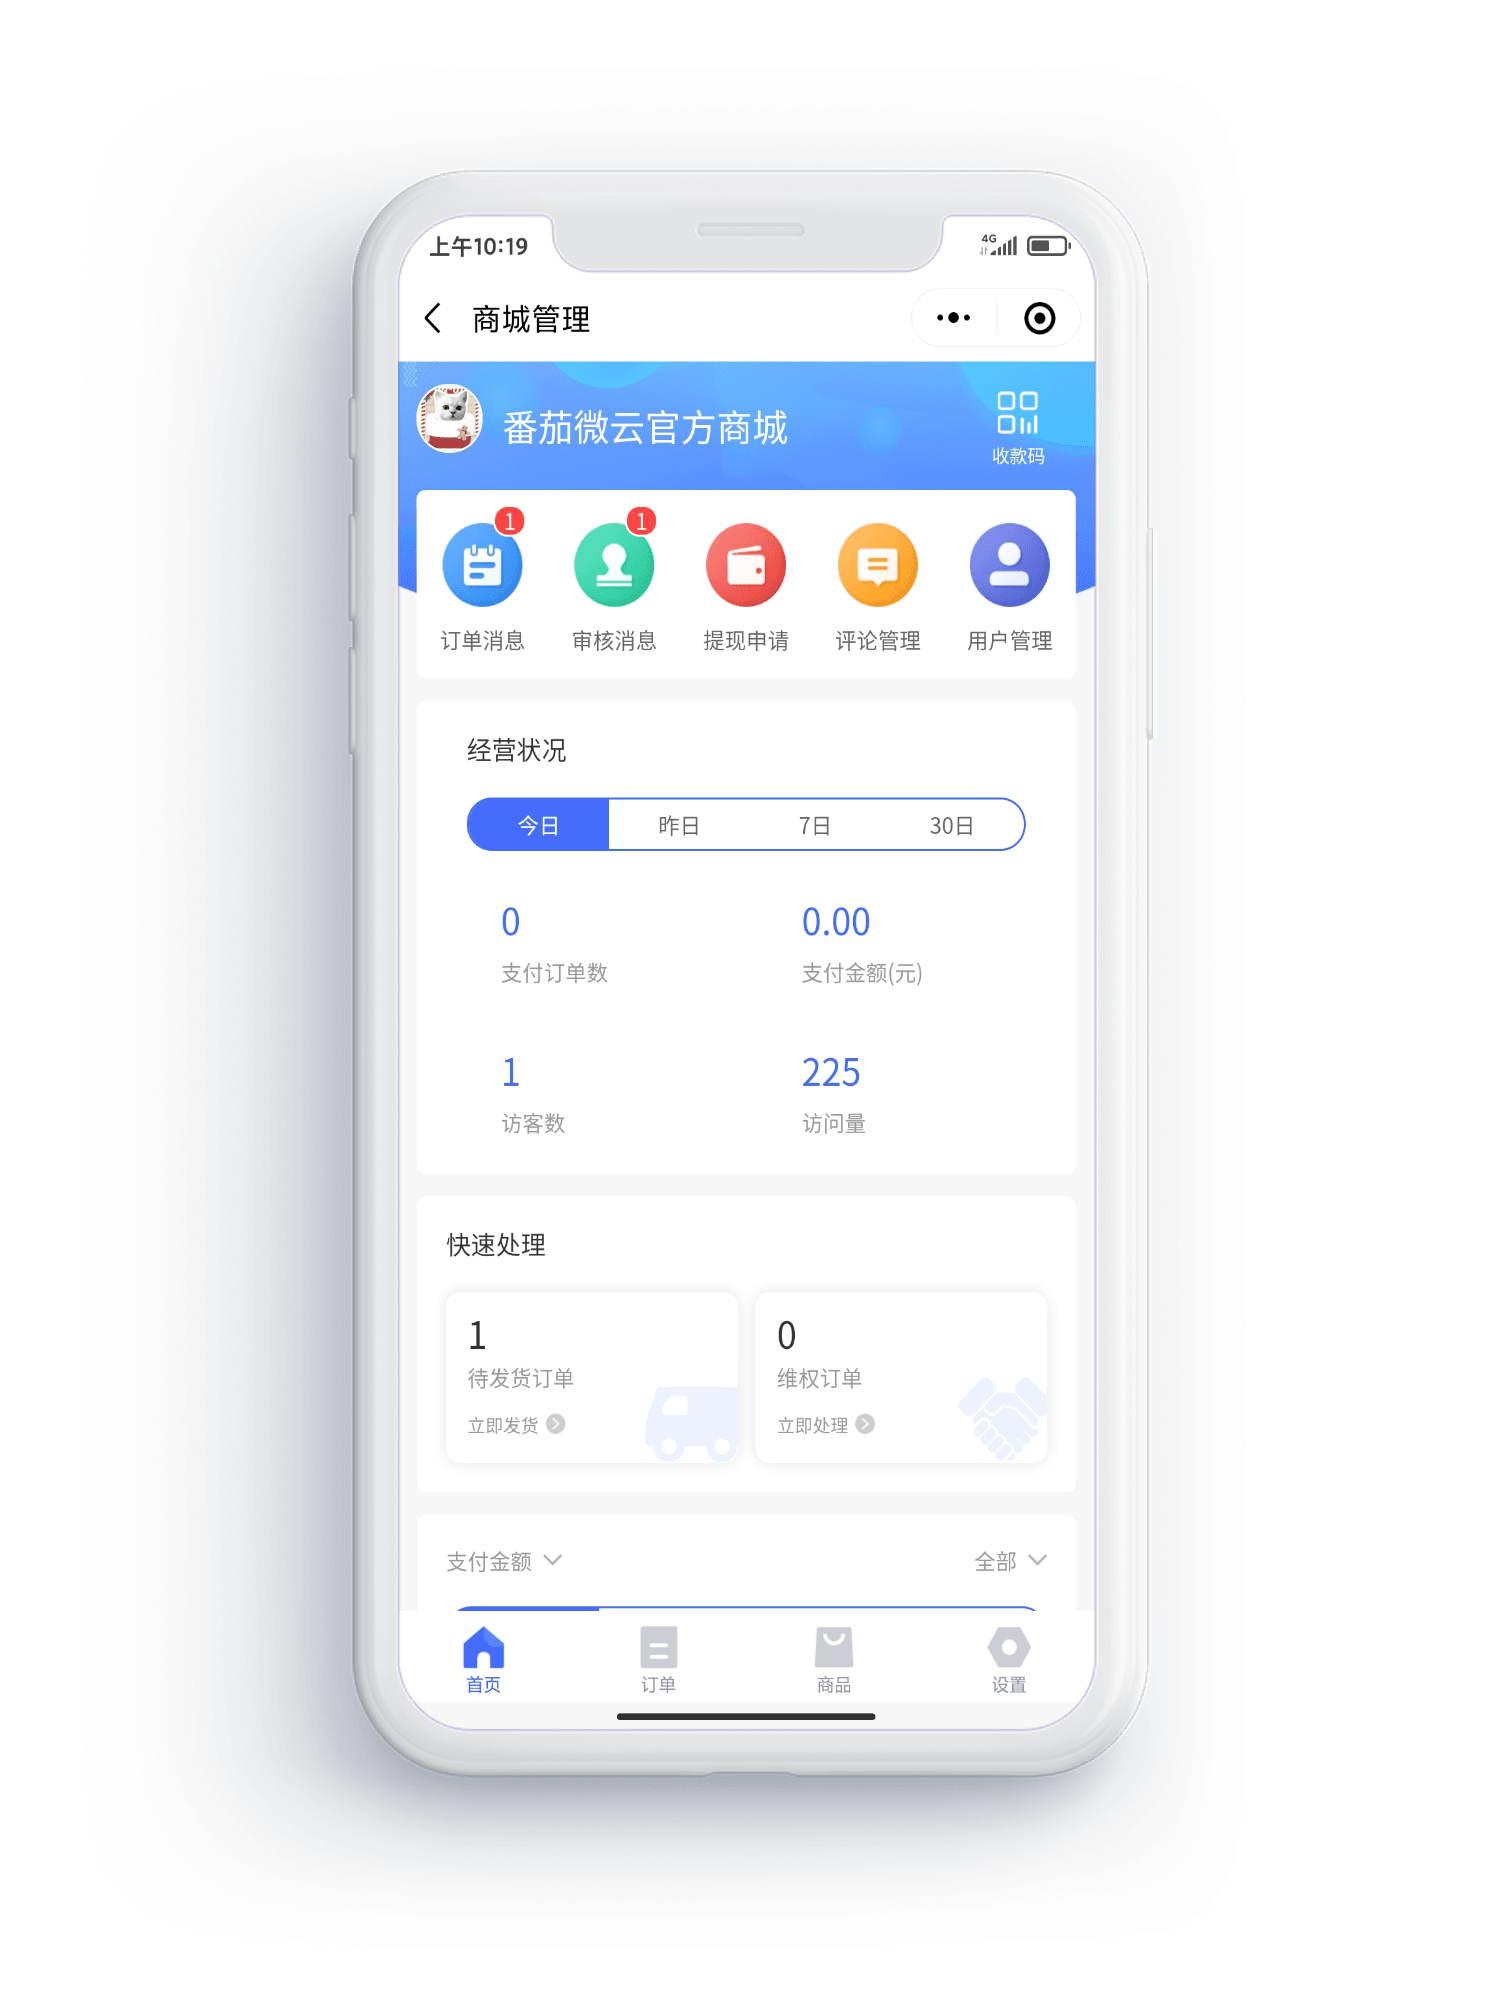 上午10:19
4G
商城管理
番茄微云官方商城
收款码
1
1
订单消息 审核消息 提现申请 评论管理 用户管理
经营状况
今日 昨日 7日 30日
0 0.00
支付订单数 支付金额(元)
1 225
访客数 访问量
快速处理
1 0
待发货订单 维权订单
立即发货 立即处理
支付金额 全部
首页 订单 商品 设置